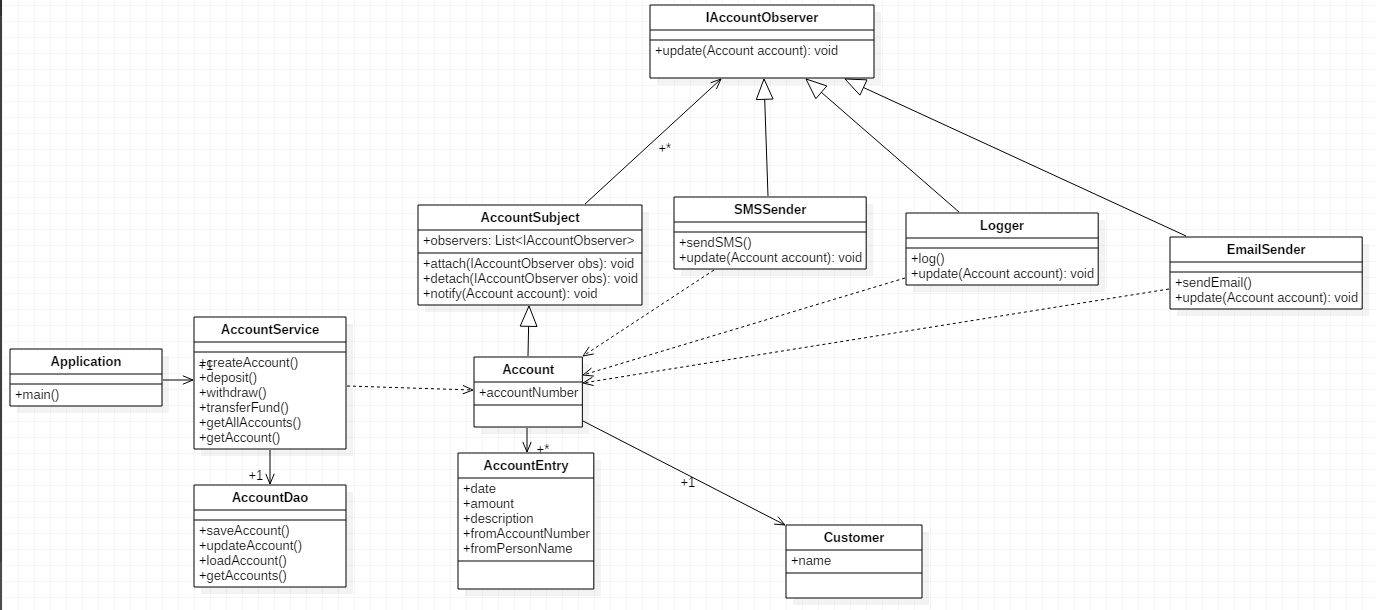 IAccountObserver
+update(Account account): void
+*
AccountSubject
+observers: List<IAccountObserver>
+attach(IAccountObserver obs): void
+detach(IAccountObserver obs): void
+notify(Account account): void
SMSSender
+sendSMS()
+update(Account account): void
Logger
+log()
+update(Account account): void
EmailSender
+sendEmail()
+update(Account account): void
Application
+main()
+1
AccountService
+createAccount()
+deposit()
+withdraw()
+transferFund()
+getAllAccounts()
+getAccount()
+1
AccountDao
+saveAccount()
+updateAccount()
+loadAccount()
+getAccounts()
Account
+accountNumber
+*
AccountEntry
+date
+amount
+description
+fromAccountNumber
+fromPersonName
+1
Customer
+name